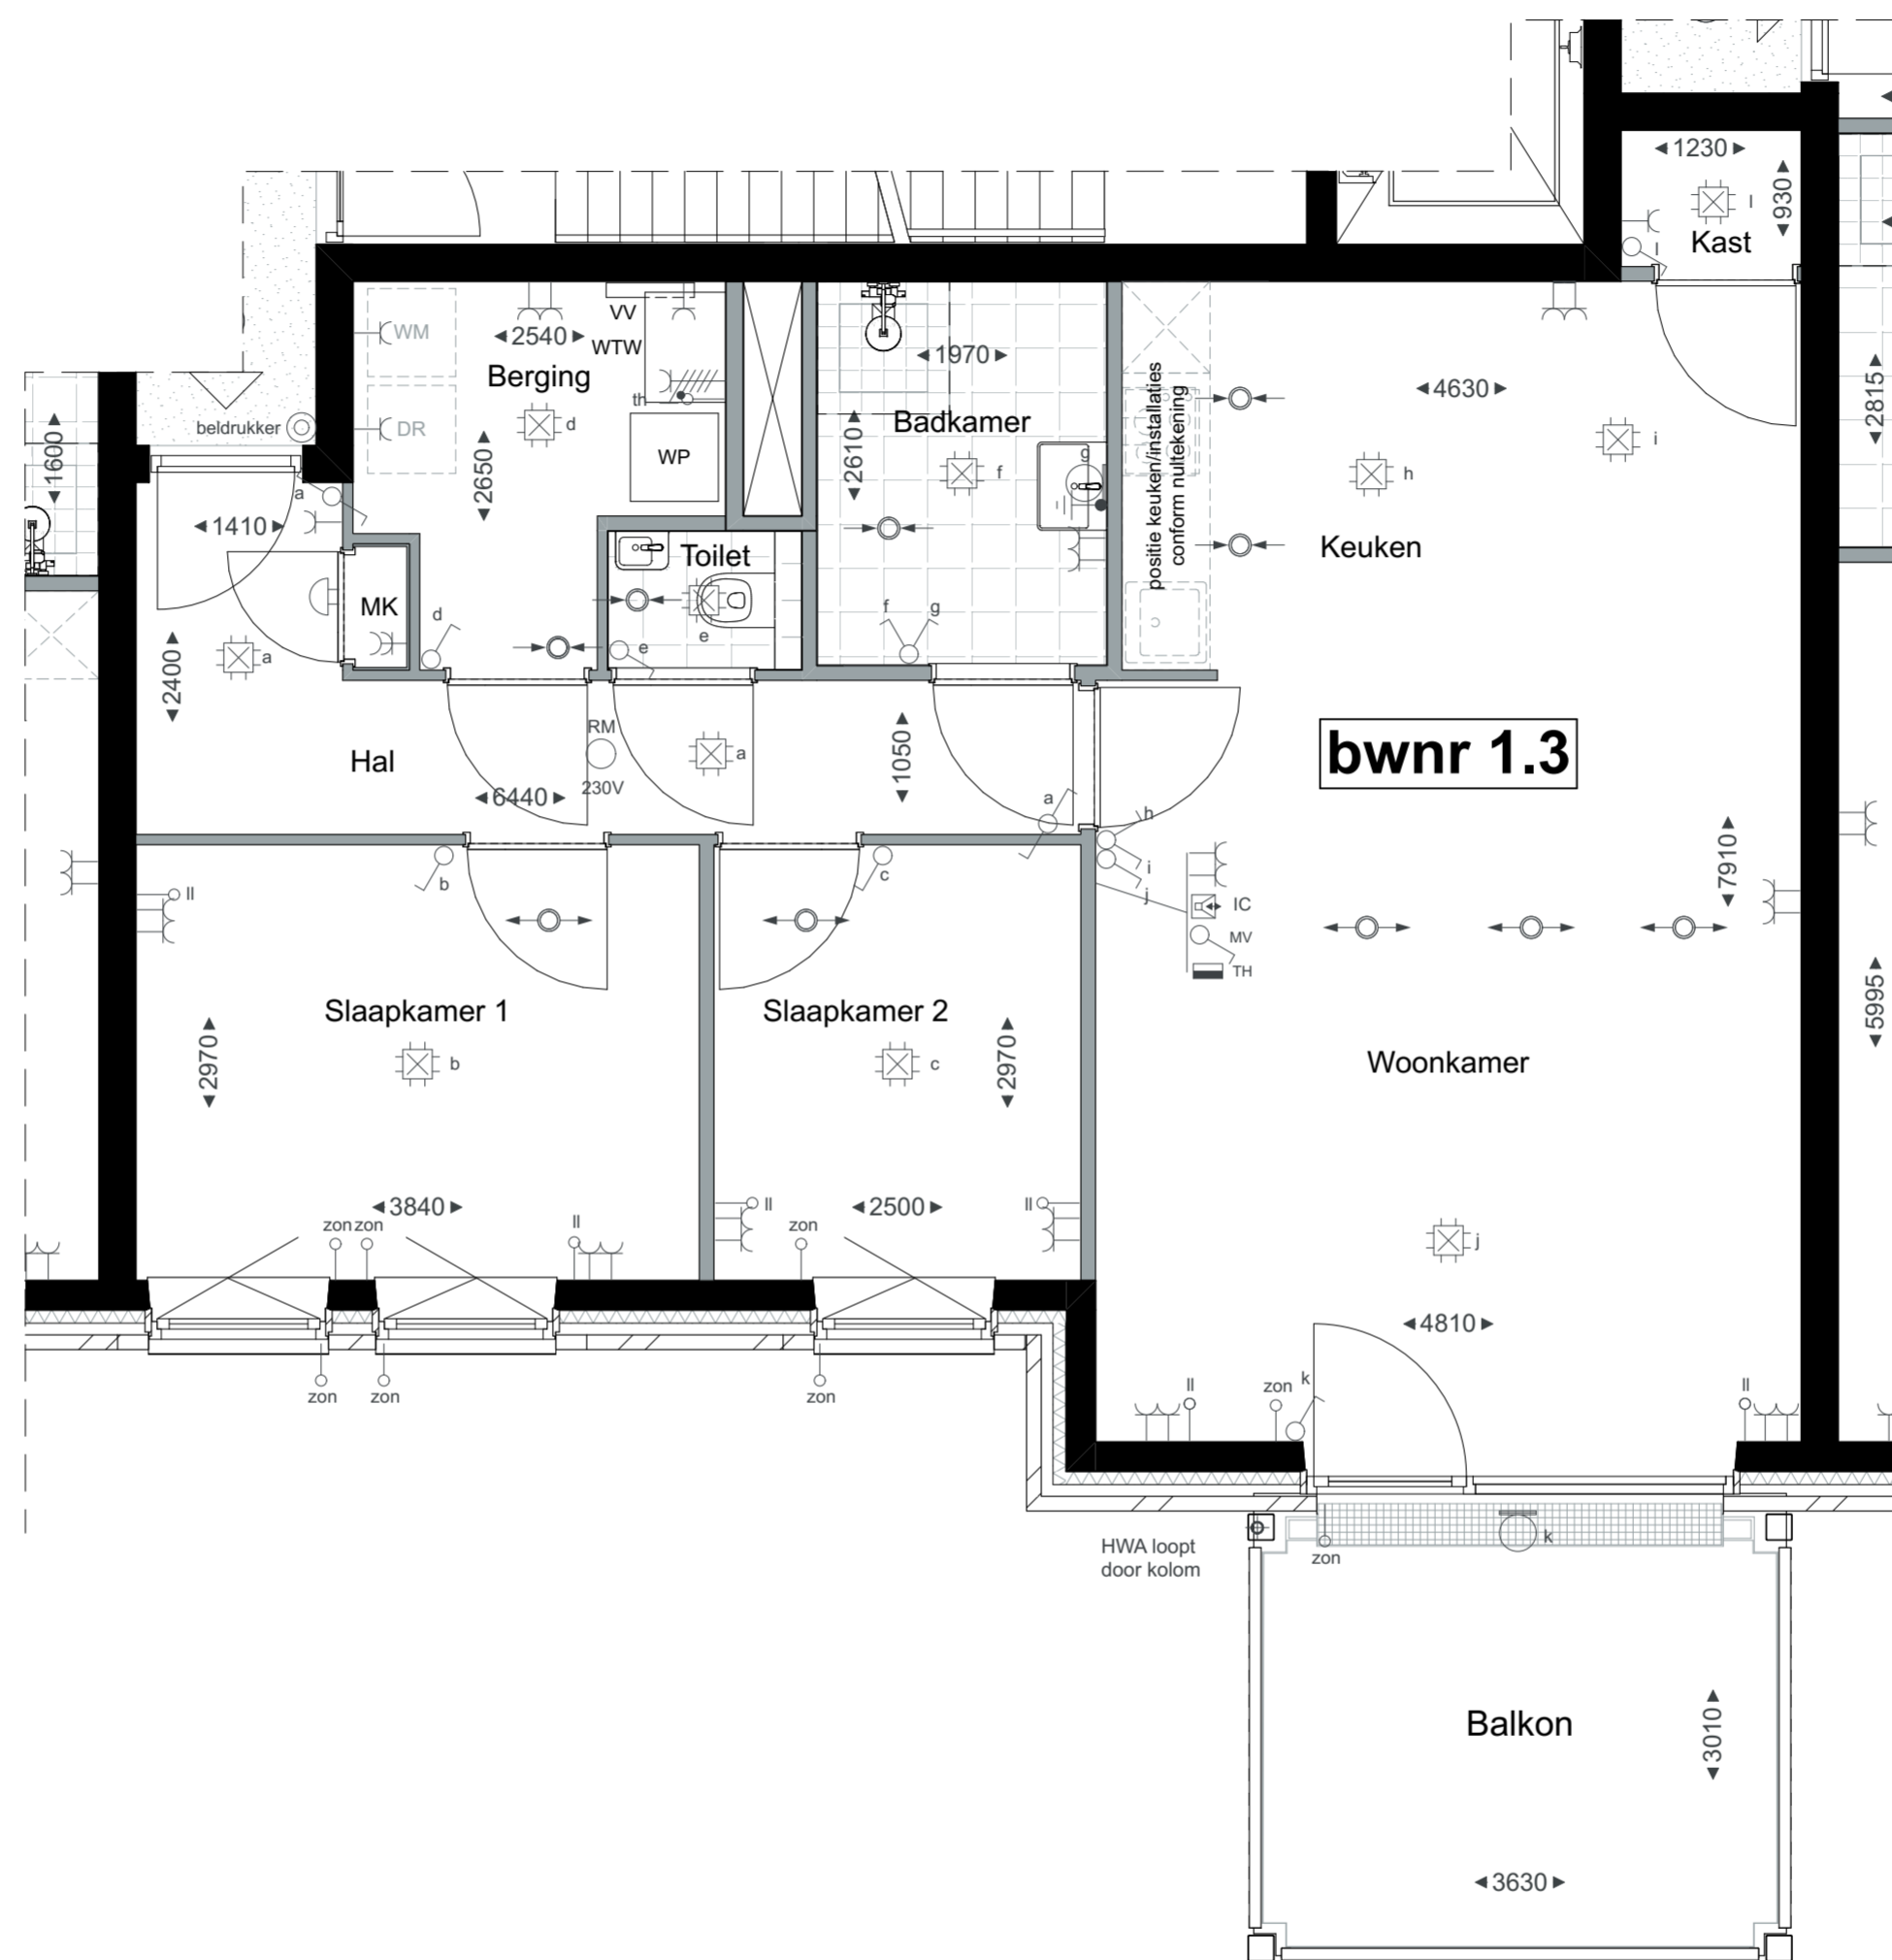 1230
930
l
Kast
l
VV
WM
2540
WTW
1970
Berging
th
4630
2815
beldrukker
DR
d
Badkamer
i
1600
2650
WP
2610
f
g
h
positie keuken/installaties
conform nultekening
a
1410
Toilet
Keuken
MK
d
e
e
f
g
2400
a
Hal
RM
230V
a
1050
bwnr 1.3
6440
a
h
i
j
7910
b
c
ll
IC
MV
TH
5995
Slaapkamer 1
Slaapkamer 2
2970
b
c
2970
Woonkamer
3840
ll
2500
ll
zon
zon
ll
zon
j
4810
zon
zon
zon
ll
zon
k
ll
HWA loopt
door kolom
zon
k
Balkon
3010
3630